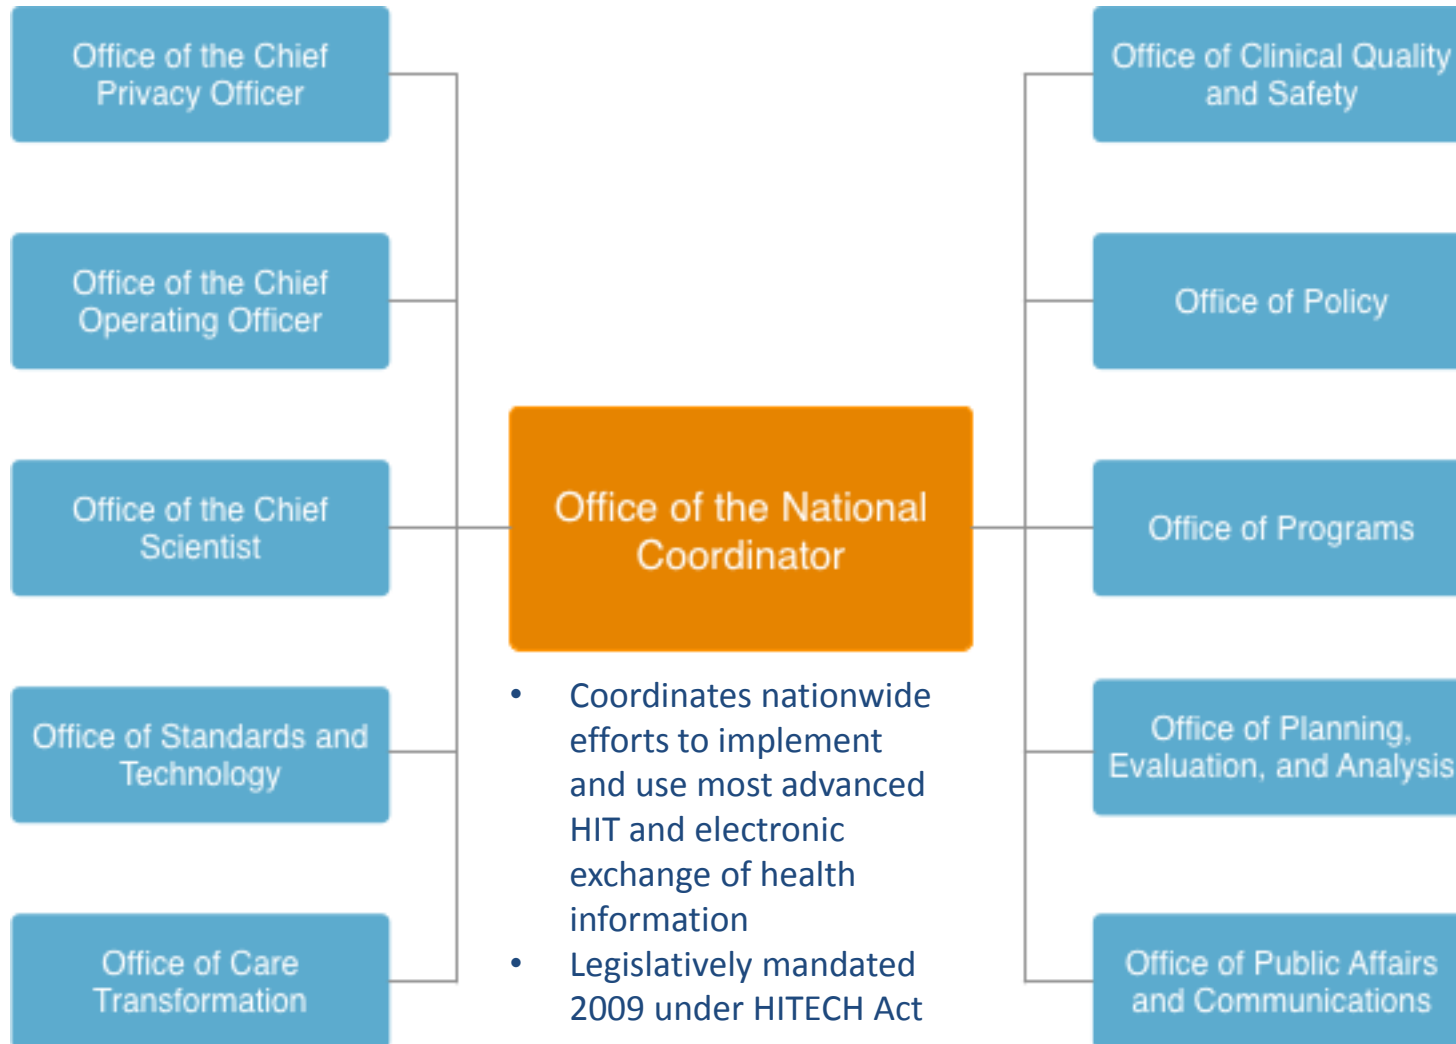 Office of the Chief
Privacy Officer
Office of the Chief
Operating Officer
Office of the Chief
Scientist
Office of Standards and
Technology
Office of Care
Transformation
Office of the National
Coordinator
• Coordinates nationwide
efforts to implement
and use most advanced
HIT and electronic
exchange of health
information
• Legislatively mandated
2009 under HITECH Act
Office of Clinical Quality
and Safety
Office of Policy
Office of Programs
Office of Planning,
Evaluation, and Analysis
Office of Public Affairs
and Communications